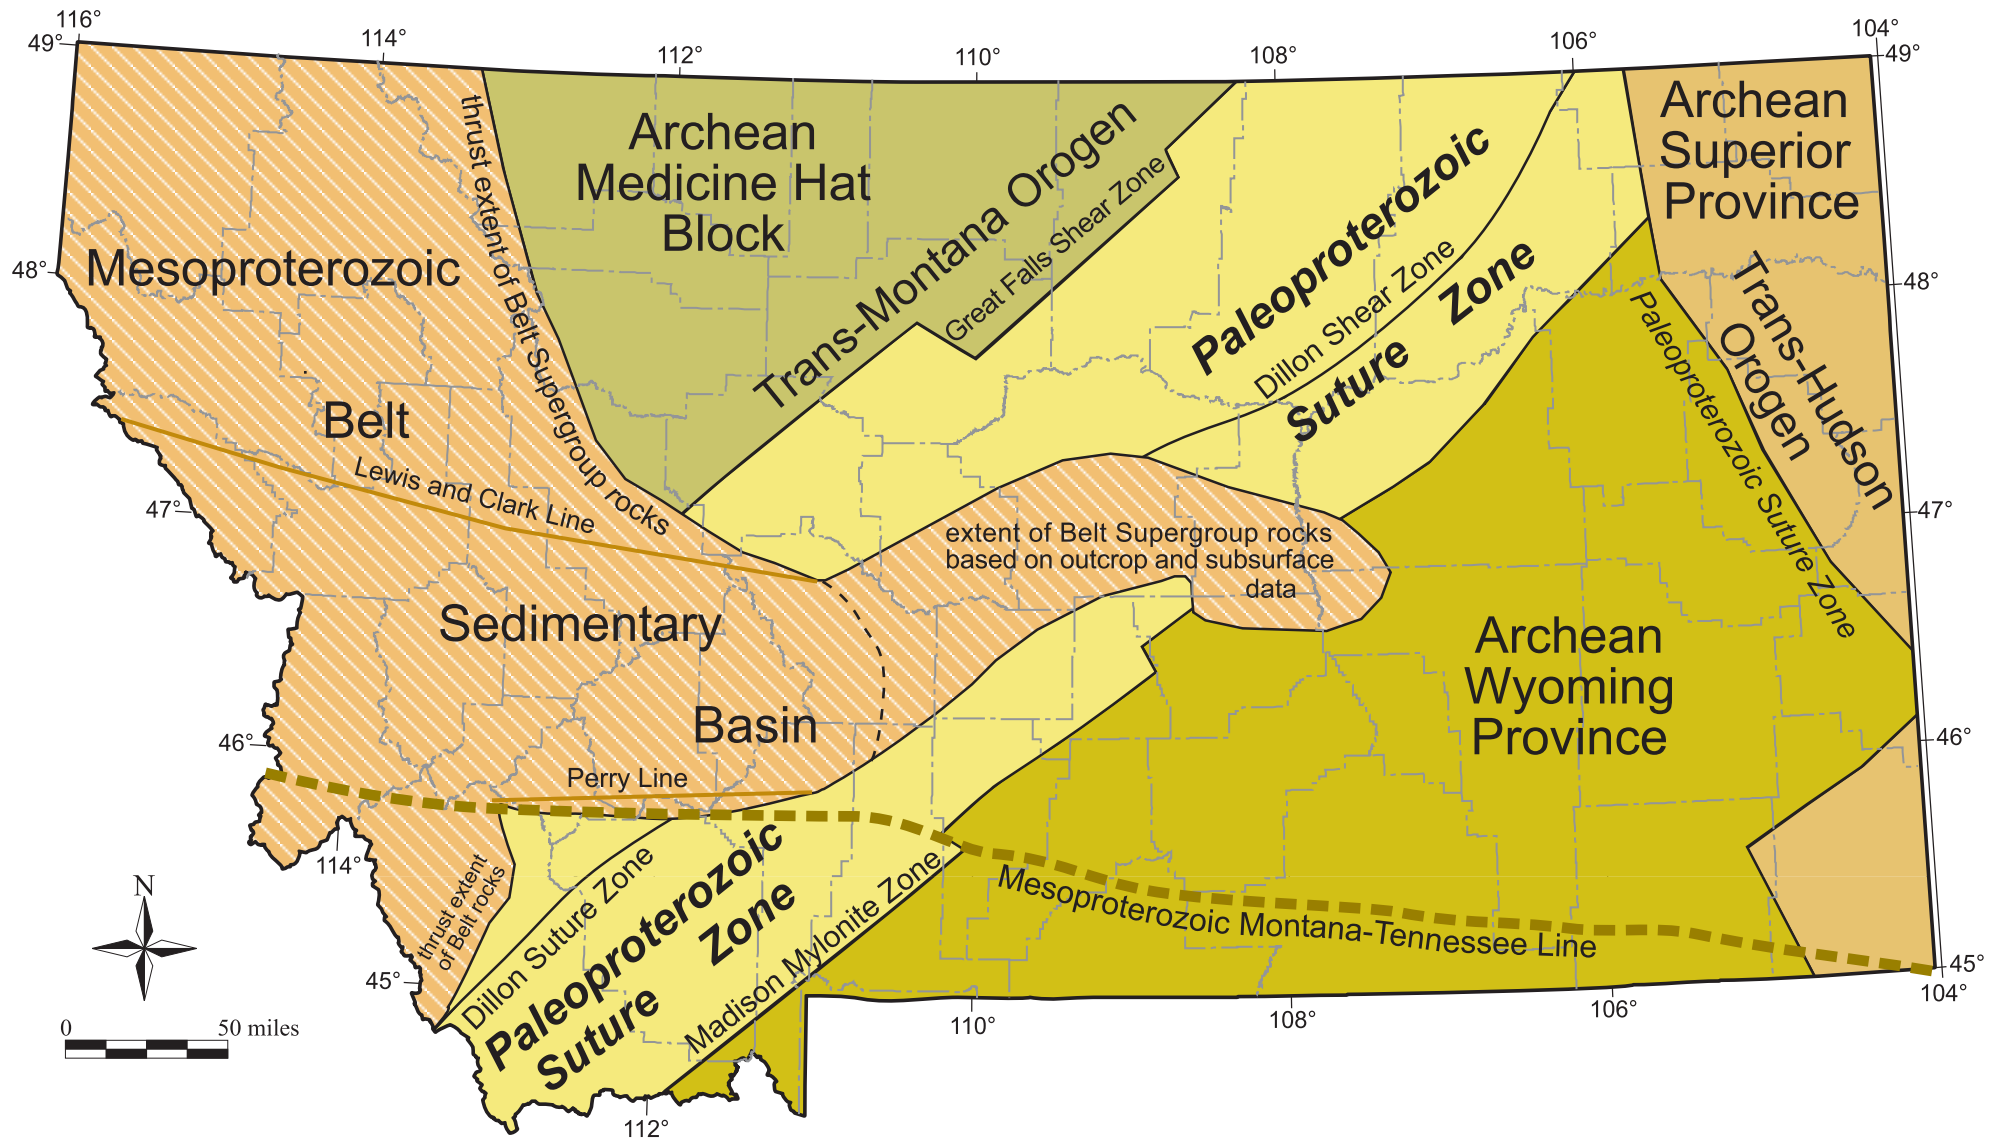 116°
114°
112°
110°
108°
106°
104°
49°
49°
48°
48°
47°
47°
46°
46°
114°
45°
45°
104°
112°
110°
108°
106°
Mesoproterozoic
Belt
Sedimentary
Basin
thrust extent of Belt Supergroup rocks
Lewis and Clark Line
Perry Line
thrust extent
of Belt rocks
Archean
Medicine Hat
Block
Trans-Montana Orogen
Great Falls Shear Zone
Paleoproterozoic
Suture Zone
Dillon Shear Zone
extent of Belt Supergroup rocks
based on outcrop and subsurface
data
Archean
Superior
Province
Trans-Hudson
Orogen
Paleoproterozoic Suture Zone
Archean
Wyoming
Province
Dillon Suture Zone
Paleoproterozoic
Suture Zone
Madison Mylonite Zone
Mesoproterozoic Montana-Tennessee Line
N
0 50 miles